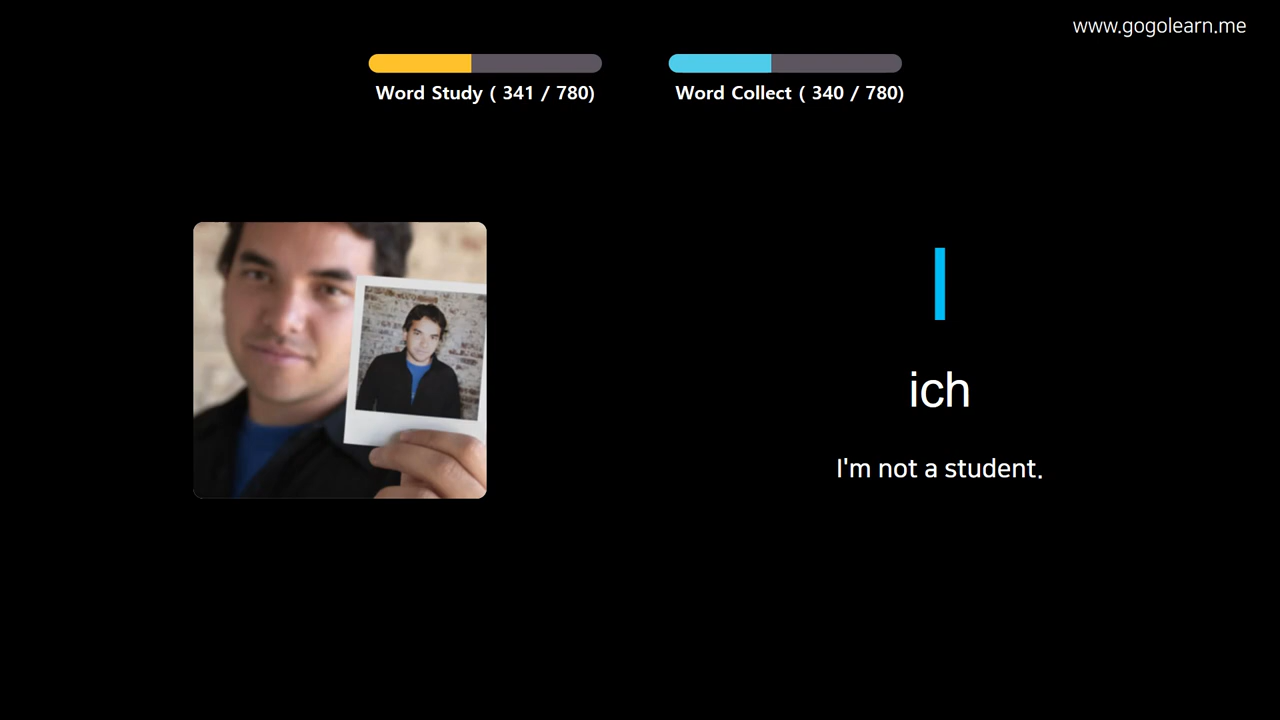 www.gogolearn.me
Word Study ( 341 / 780)
Word Collect ( 340 / 780)
I
ich
I'm not a student.